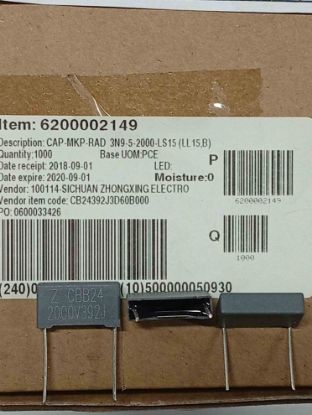 Item: 6200002149
Description: CAP-MKP-RAD 3N9-5-2000-LS15 (LL15,B)
Quantity:1000 Base UOM:PCE
Date receipt: 2018-09-01 LED:
Date expire: 2020-09-01 Moisture:0
Vendor: 100114-SICHUAN ZHONGXING ELECTRO
Vendor item code: CB24392J3D60B000
PO: 0600033426
P
6200002149
Q
1000
(240)0 (10)500000050930
CBB24
2000V392J